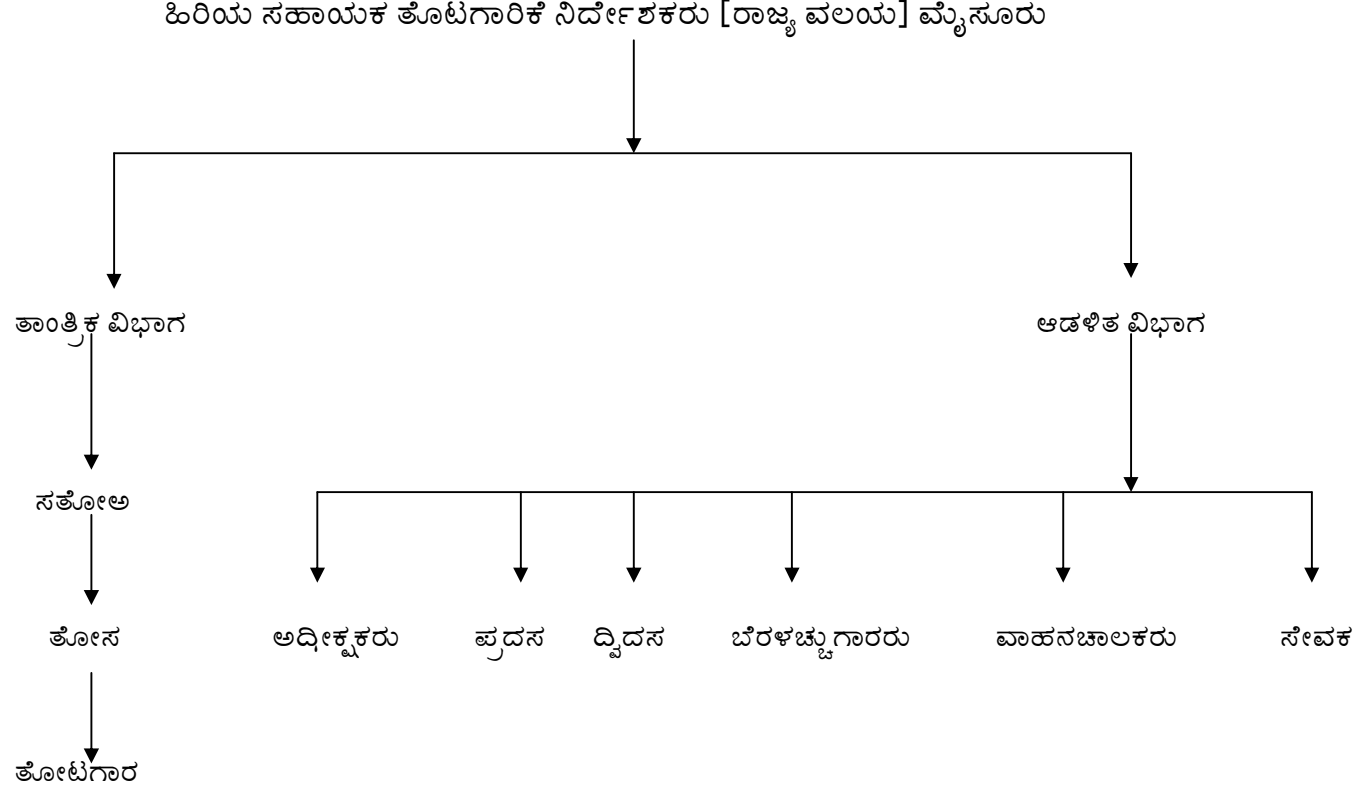 ಹಿರಿಯ ಸಹಾಯಕ ತೊಟಗಾರಿಕೆ ನಿರ್ದೇಶಕರು [ರಾಜ್ಯ ವಲಯ] ಮೈಸೂರು
ತಾಂತ್ರಿಕ ವಿಭಾಗ ಆಡಳಿತ ವಿಭಾಗ
ಸತೋಅ
ತೋಸ ಅಧೀಕ್ಷಕರು ಪ್ರದಸ ದ್ವಿದಸ ಬೆರಳಚ್ಚುಗಾರರು ವಾಹನಚಾಲಕರು ಸೇವಕ
ತೋಟಗಾರ